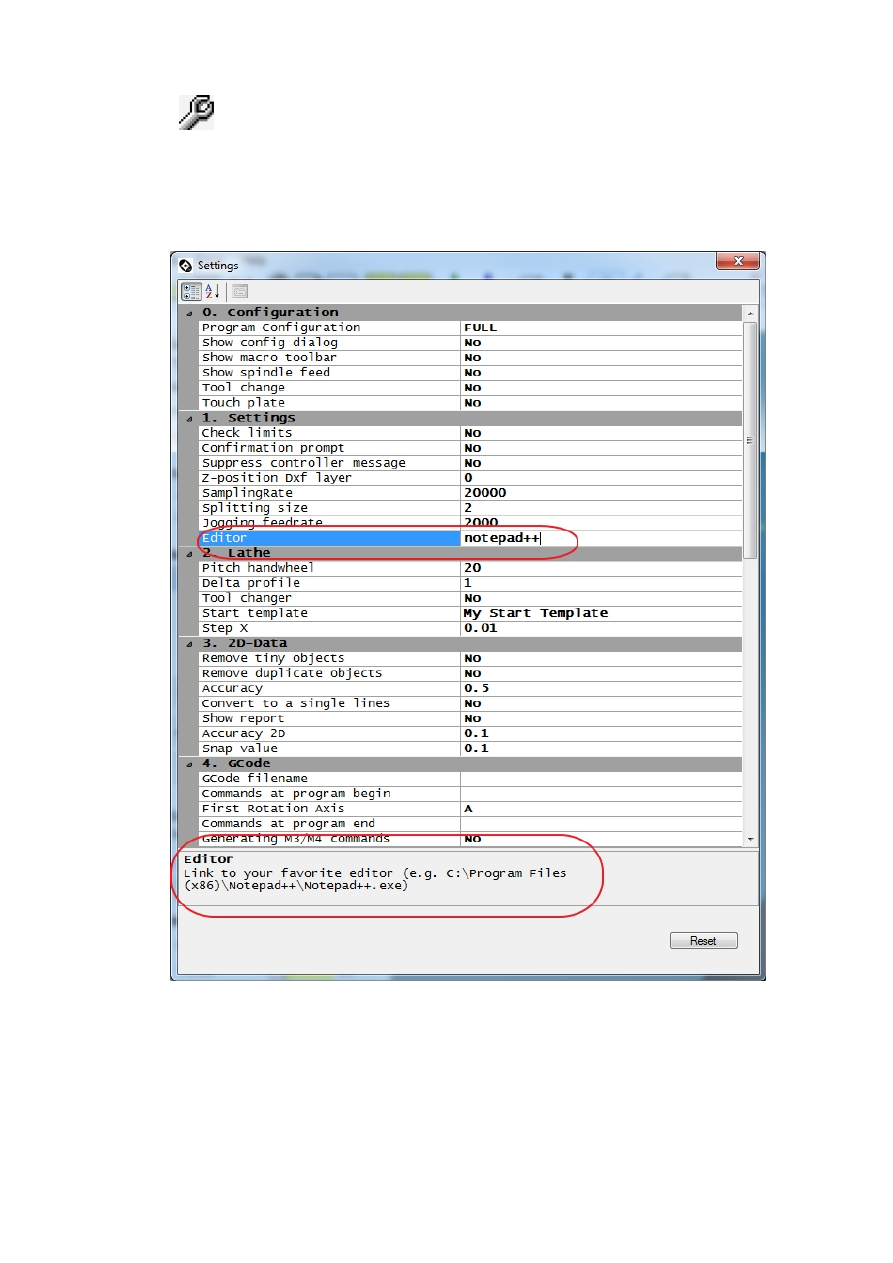 Settings
0. Configuration
Program Configuration FULL
Show config dialog No
Show macro toolbar No
Show spindle feed No
Tool change No
Touch plate No
1. Settings
Check limits No
Confirmation prompt No
Suppress controller message No
Z-position Dxf layer 0
SamplingRate 20000
Splitting size 2
Jogging feedrate 2000
Editor notepad++
2. Lathe
Pitch handwheel 20
Delta profile 1
Tool changer No
Start template My Start Template
Step X 0.01
3. 2D-Data
Remove tiny objects No
Remove duplicate objects No
Accuracy 0.5
Convert to a single lines No
Show report No
Accuracy 2D 0.1
Snap value 0.1
4. GCode
GCode filename
Commands at program begin
First Rotation Axis A
Commands at program end
Generating M3/M4 commands No
Editor
Link to your favorite editor (e.g. C:\Program Files
(x86)\Notepad++\Notepad++.exe)
Reset